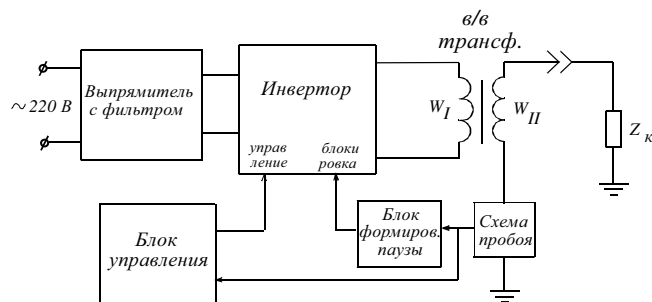 в/в
трансф.
Выпрямитель
с фильтром
~ 220 В
Инвертор
управ
ление
блоки
ровка
W_I
W_II
Z_к
Блок
управления
Блок
формиров.
паузы
Схема
пробоя